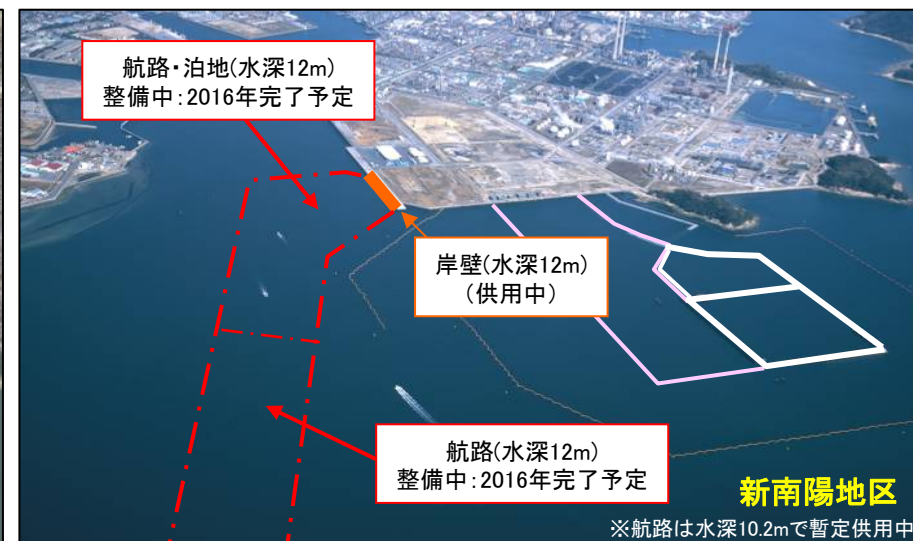 航路・泊地(水深12m)
整備中:2016年完了予定
岸壁(水深12m)
(供用中)
航路(水深12m)
整備中:2016年完了予定
新南陽地区
※航路は水深10.2mで暫定供用中